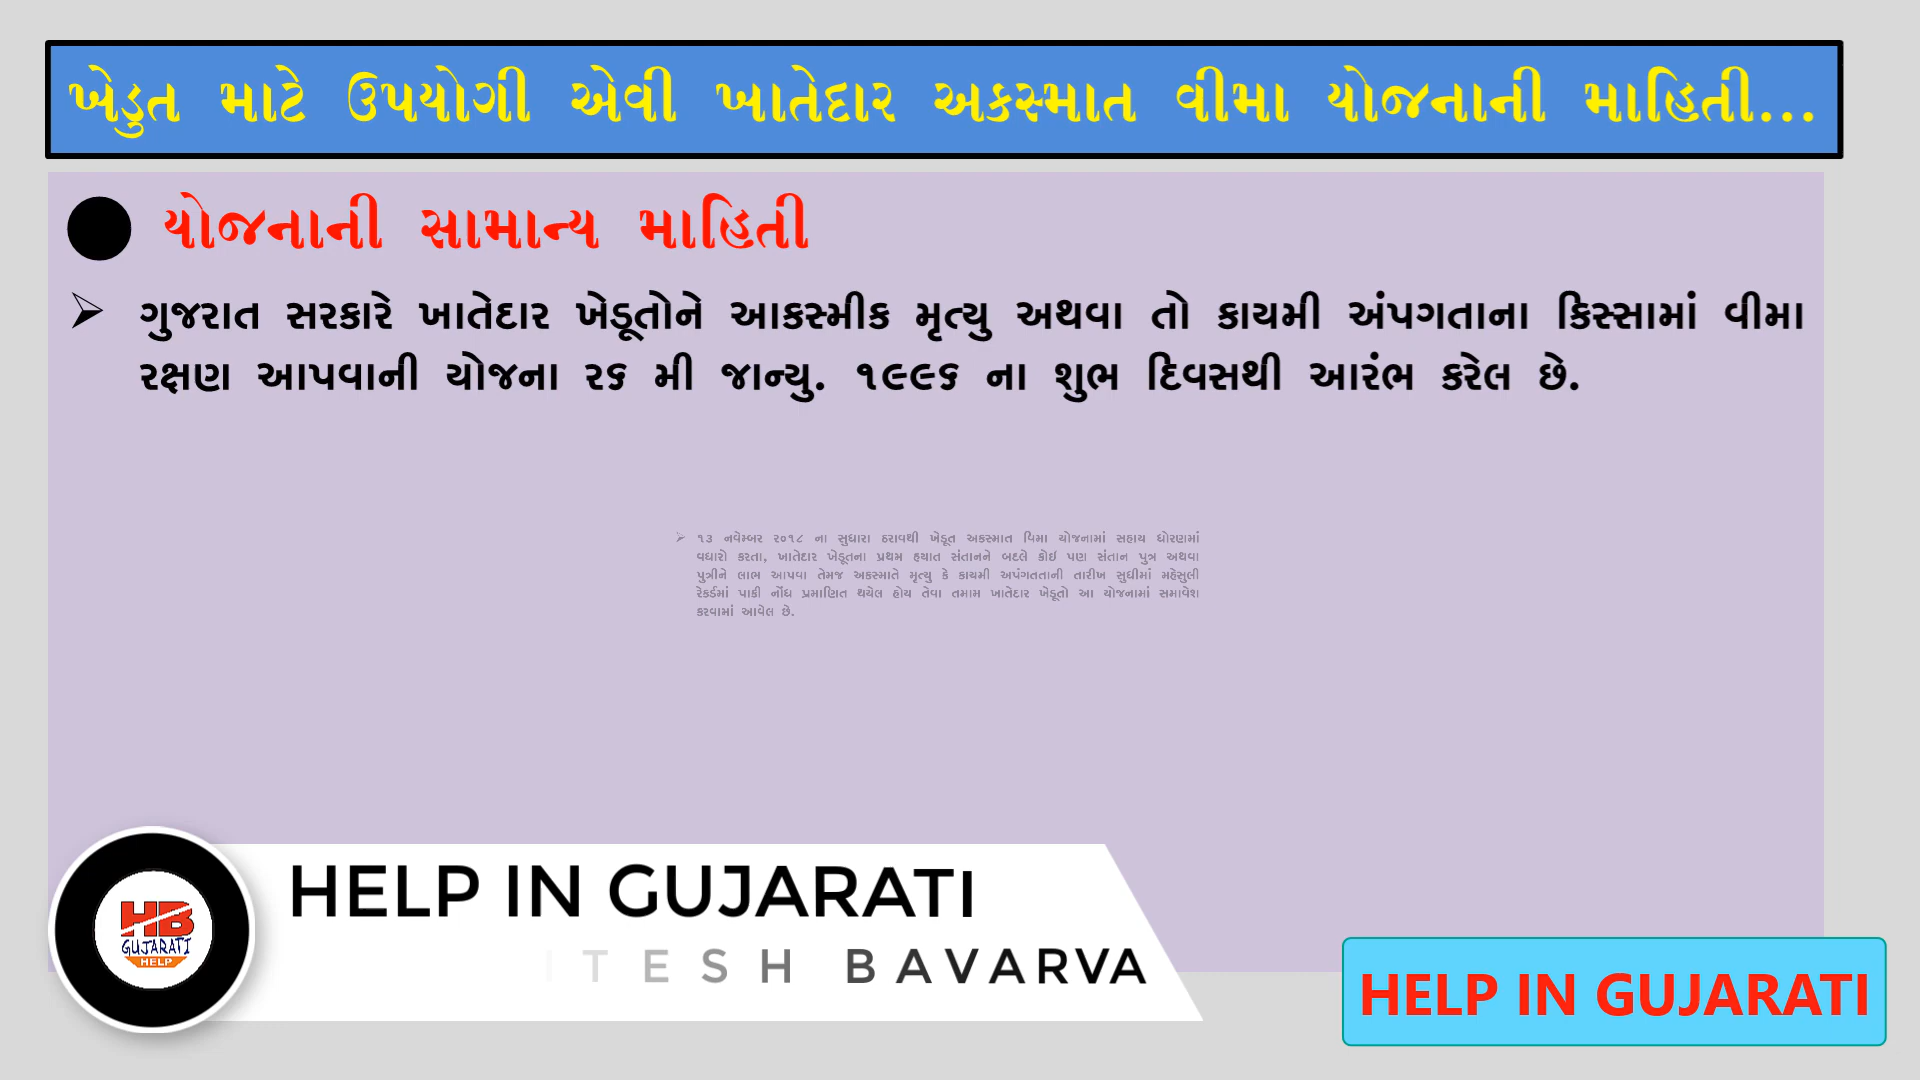 ખેડુત માટે ઉપયોગી એવી ખાતેદાર અકસ્માત વીમા યોજનાની માહિતી...
યોજનાની સામાન્ય માહિતી
ગુજરાત સરકારે ખાતેદાર ખેડૂતોને આકસ્મીક મૃત્યુ અથવા તો કાયમી અંપગતાના કિસ્સામાં વીમા
રક્ષણ આપવાની યોજના ર૬ મી જાન્યુ. ૧૯૯૬ ના શુભ દિવસથી આરંભ કરેલ છે.
૧૩ નવેમ્બર ર૦૧૮ ના સુધારા ઠરાવથી ખેડૂત અકસ્માત વિમા યોજનામાં સહાય ધોરણમાં
વધારો કરતા, ખાતેદાર ખેડૂતના પ્રથમ હયાત સંતાનને બદલે કોઈ પણ સંતાન પુત્ર અથવા
પુત્રીને લાભ આપવા તેમજ અકસ્માતે મૃત્યુ કે કાયમી અપંગતતાની તારીખ સુધીમાં મહેસુલી
રેકર્ડમાં પાકી નોંધ પ્રમાણિત થયેલ હોય તેવા તમામ ખાતેદાર ખેડૂતો આ યોજનામાં સમાવેશ
કરવામાં આવેલ છે.
HELP IN GUJARATI
ITESH BAVARVA
HB
GUJARATI
HELP
HELP IN GUJARATI